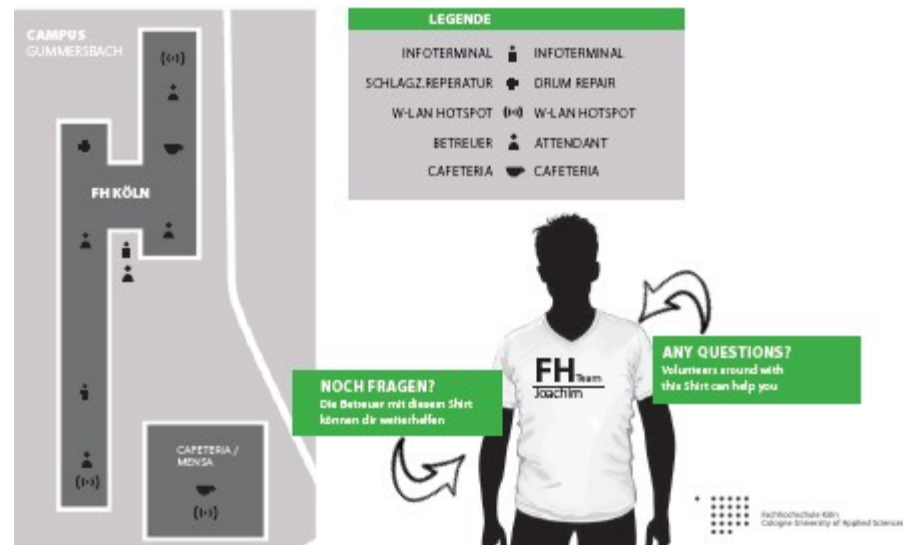 CAMPUS
GUMMERSBACH
FH KÖLN
CAFETERIA /
MENSA
LEGENDE
INFOTERMINAL INFOTERMINAL
SCHLAGZ.REPERATUR DRUM REPAIR
W-LAN HOTSPOT W-LAN HOTSPOT
BETREUER ATTENDANT
CAFETERIA CAFETERIA
FH Team
Joachim
ANY QUESTIONS?
Volunteers around with
this Shirt can help you
NOCH FRAGEN?
Die Betreuer mit diesem Shirt
können dir weiterhelfen
Fachhochschule Köln
Cologne University of Applied Sciences